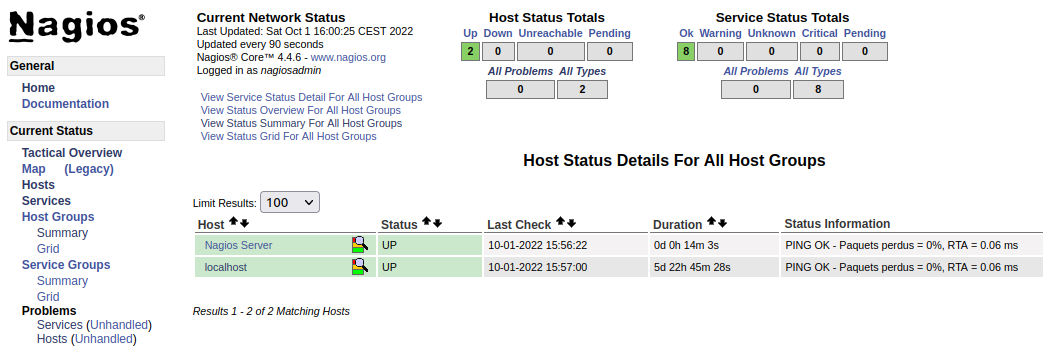 Nagios®
General
Home
Documentation
Current Status
Tactical Overview
Map (Legacy)
Hosts
Services
Host Groups
Summary
Grid
Service Groups
Summary
Grid
Problems
Services (Unhandled)
Hosts (Unhandled)
Current Network Status
Last Updated: Sat Oct 1 16:00:25 CEST 2022
Updated every 90 seconds
Nagios® Core™ 4.4.6 - www.nagios.org
Logged in as nagiosadmin
View Service Status Detail For All Host Groups
View Status Overview For All Host Groups
View Status Summary For All Host Groups
View Status Grid For All Host Groups
Host Status Totals
Up Down Unreachable Pending
2 0 0 0
All Problems All Types
0 2
Service Status Totals
Ok Warning Unknown Critical Pending
8 0 0 0 0
All Problems All Types
0 8
Host Status Details For All Host Groups
Limit Results: 100
Host Status Last Check Duration Status Information
Nagios Server UP 10-01-2022 15:56:22 0d 0h 14m 3s PING OK - Paquets perdus = 0%, RTA = 0.06 ms
localhost UP 10-01-2022 15:57:00 5d 22h 45m 28s PING OK - Paquets perdus = 0%, RTA = 0.06 ms
Results 1 - 2 of 2 Matching Hosts